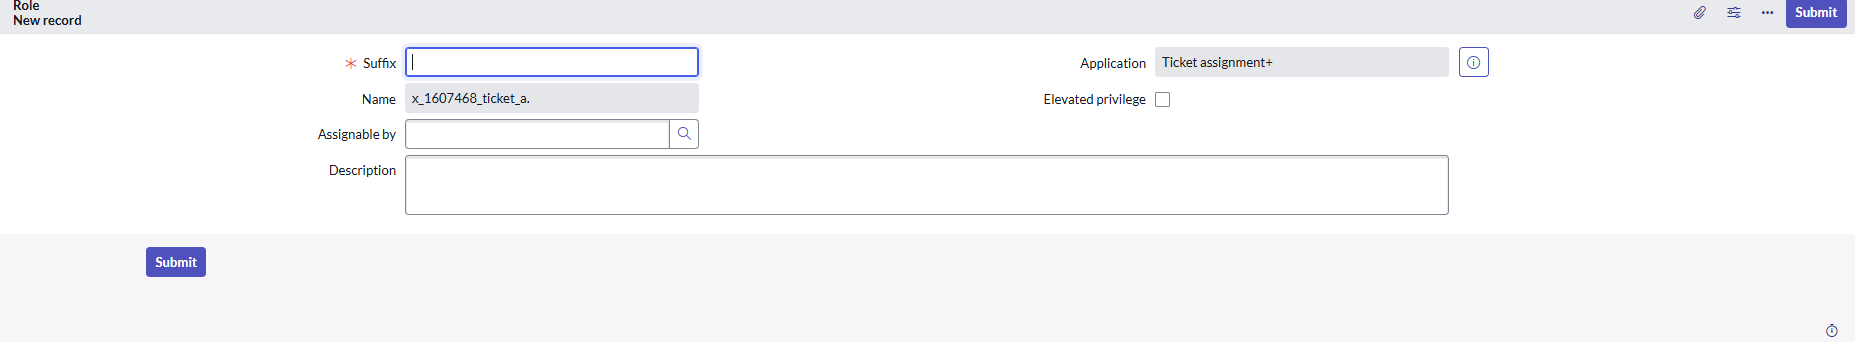 Role
New record
Submit
Suffix
Application
Ticket assignment+
Name
x_1607468_ticket_a.
Elevated privilege
Assignable by
Description
Submit